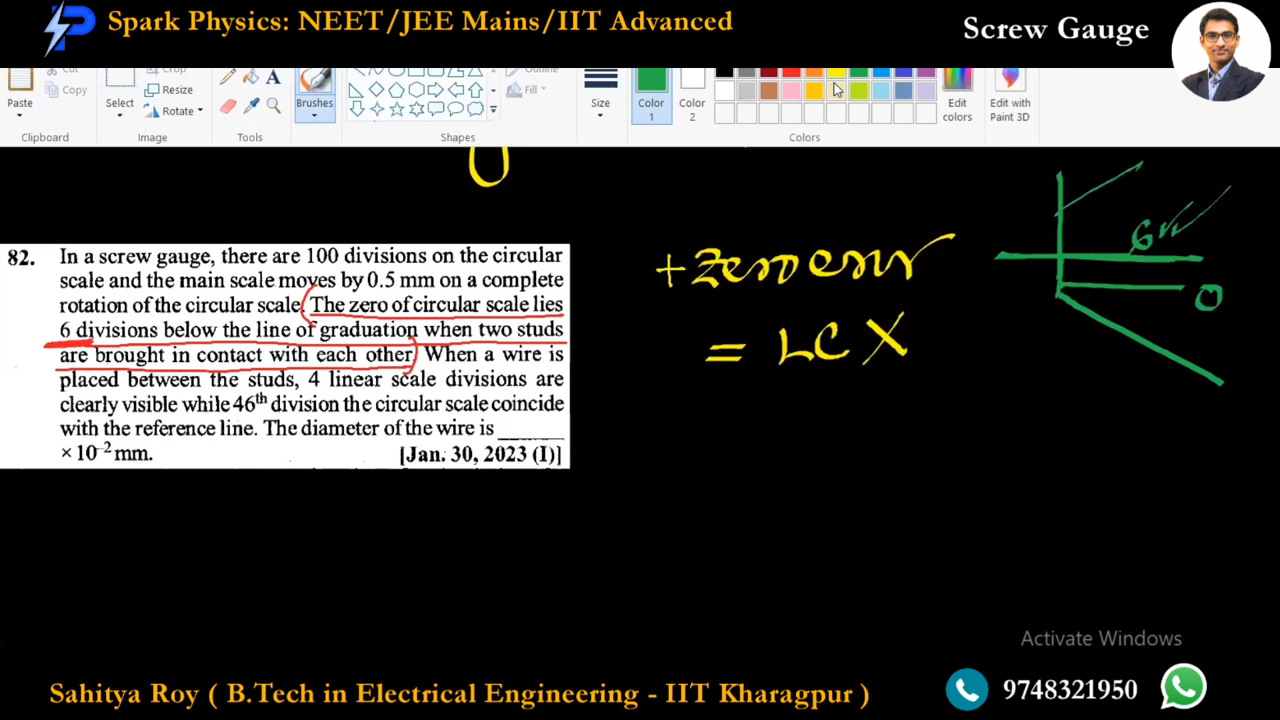 Spark Physics: NEET/JEE Mains/IIT Advanced
Screw Gauge
Cut
Crop
Outline
Paste
Copy
Select
Resize
Rotate
A
Brushes
Fill
Size
Color 1
Color 2
Edit colors
Edit with Paint 3D
Clipboard
Image
Tools
Shapes
Colors
82. In a screw gauge, there are 100 divisions on the circular
scale and the main scale moves by 0.5 mm on a complete
rotation of the circular scale. The zero of circular scale lies
6 divisions below the line of graduation when two studs
are brought in contact with each other. When a wire is
placed between the studs, 4 linear scale divisions are
clearly visible while 46th division the circular scale coincide
with the reference line. The diameter of the wire is ______
× 10⁻² mm.
[Jan. 30, 2023 (I)]
+ Zero error
= LC X
6
0
Activate Windows
Sahitya Roy ( B.Tech in Electrical Engineering - IIT Kharagpur )
9748321950